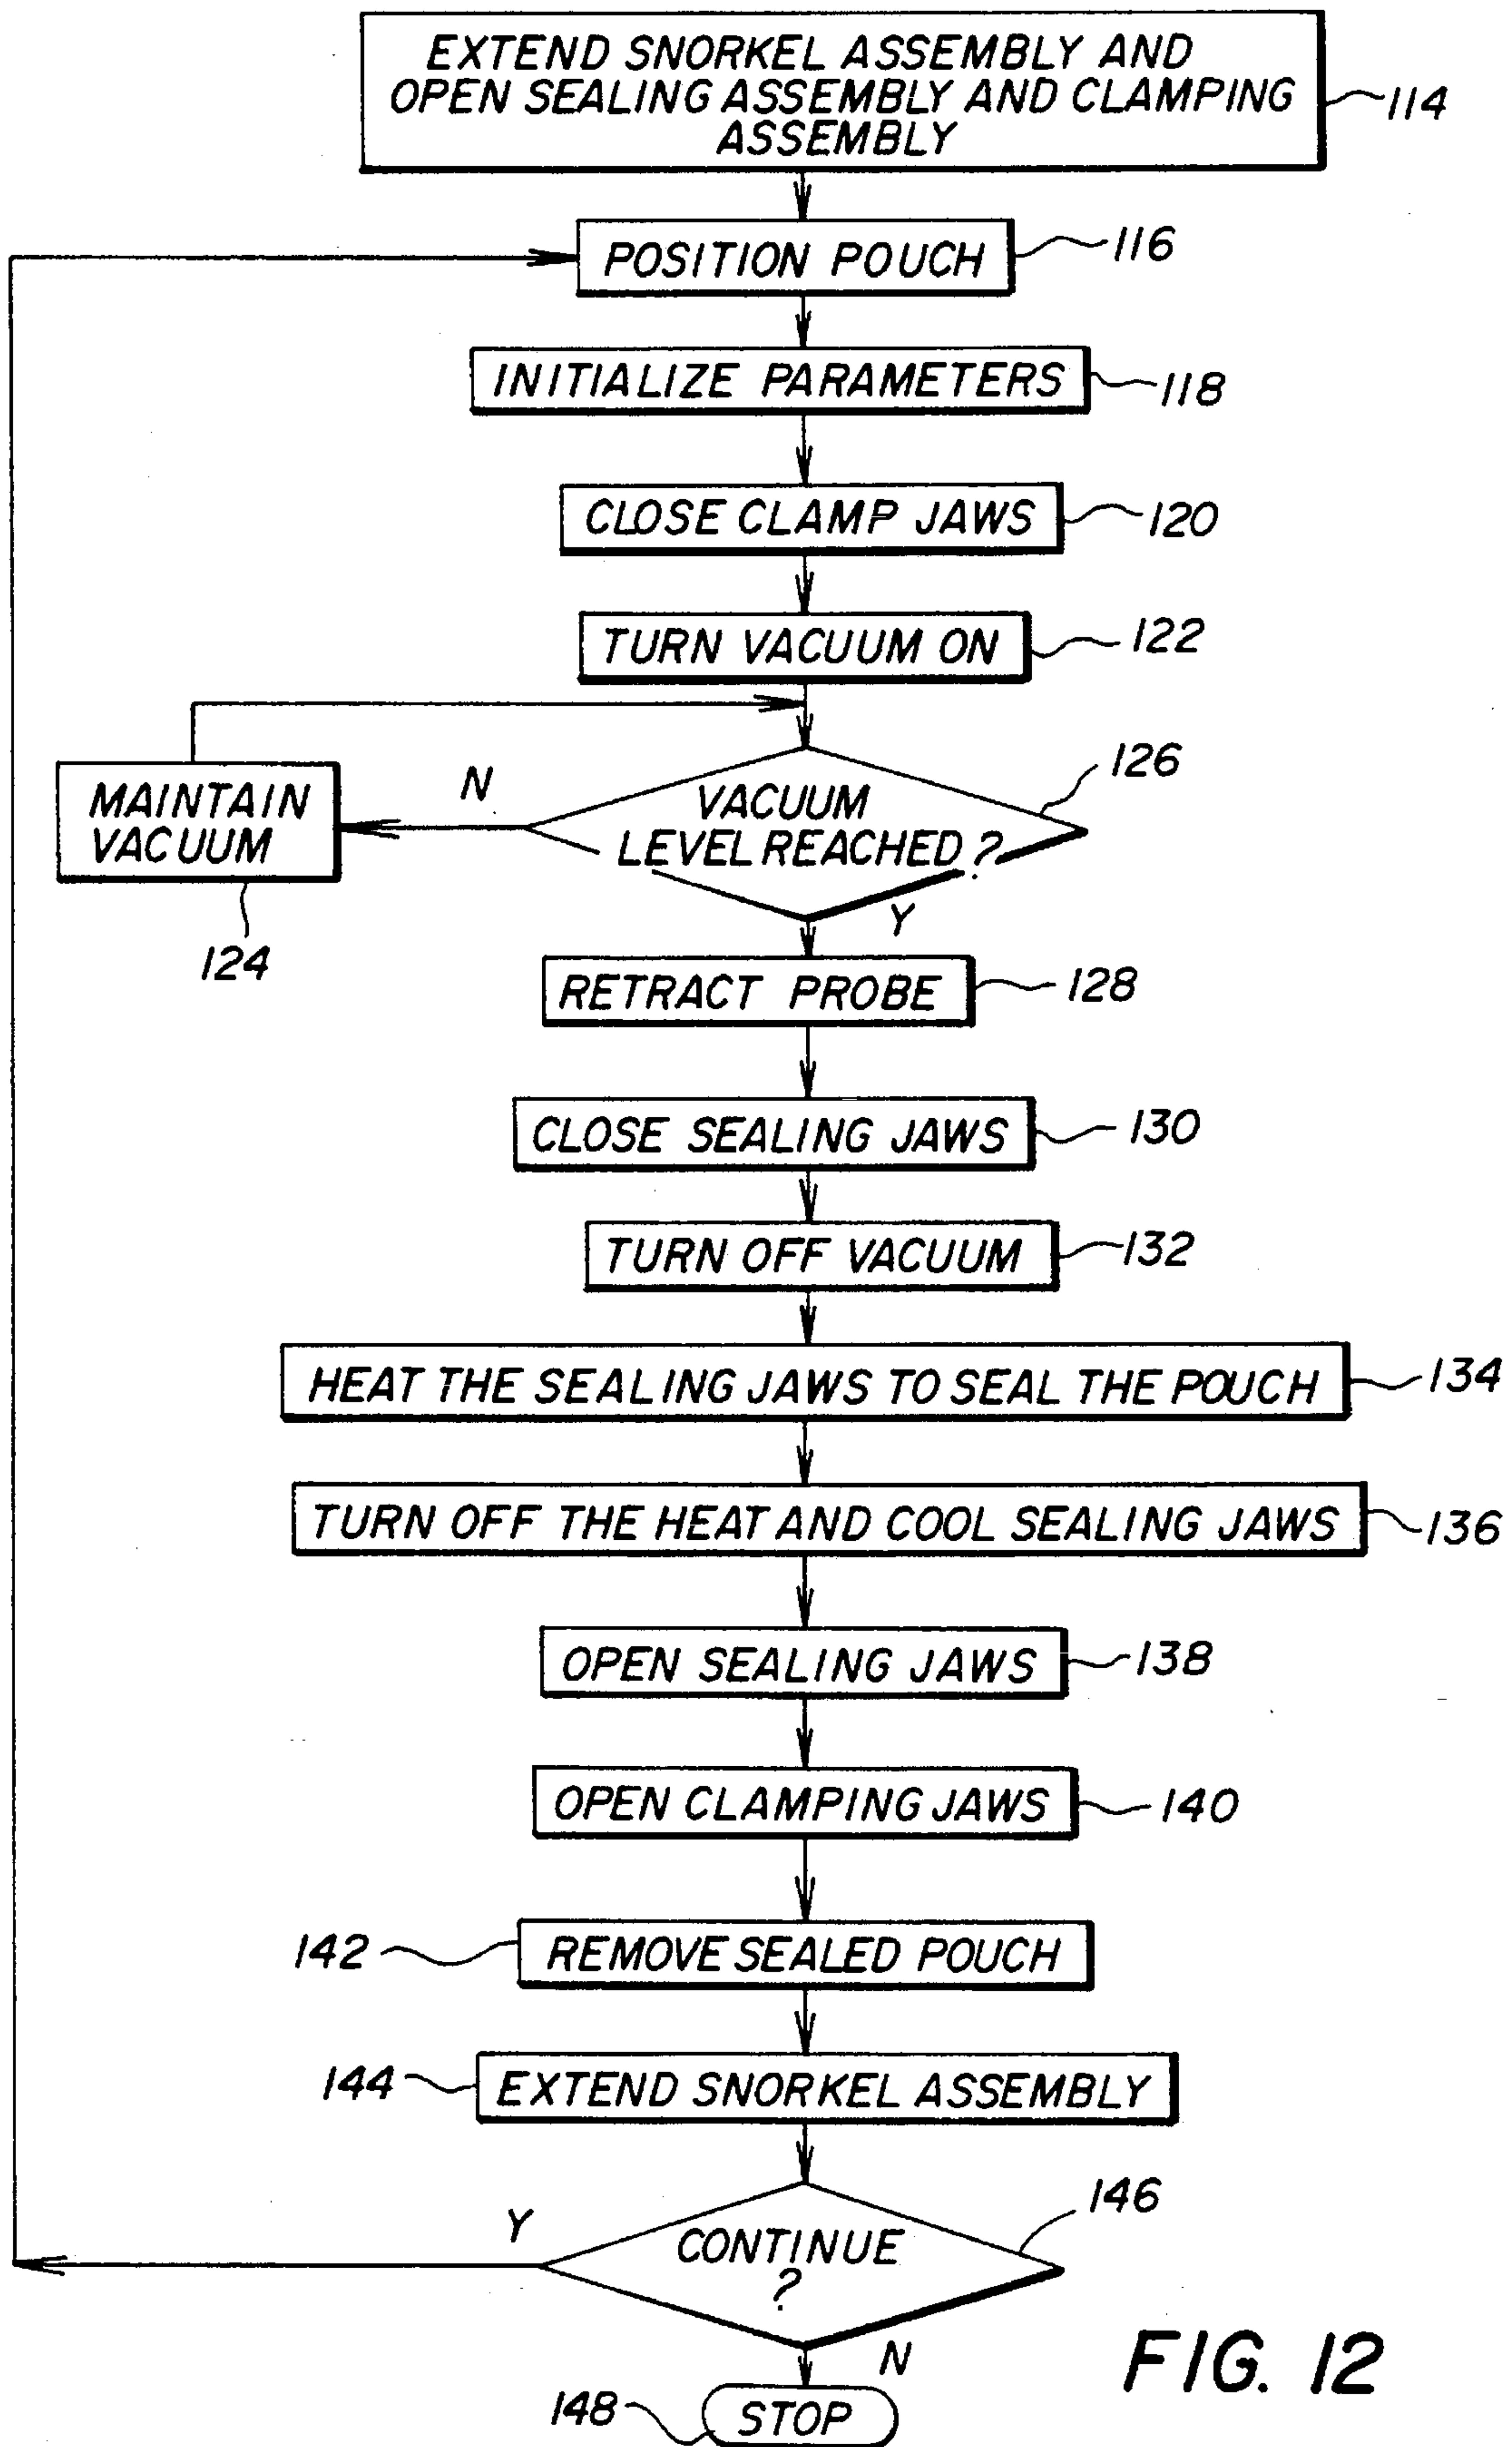 EXTEND SNORKEL ASSEMBLY AND
OPEN SEALING ASSEMBLY AND CLAMPING
ASSEMBLY
114
POSITION POUCH
116
INITIALIZE PARAMETERS
118
CLOSE CLAMP JAWS
120
TURN VACUUM ON
122
MAINTAIN
VACUUM
124
N
VACUUM
LEVEL REACHED ?
126
Y
RETRACT PROBE
128
CLOSE SEALING JAWS
130
TURN OFF VACUUM
132
HEAT THE SEALING JAWS TO SEAL THE POUCH
134
TURN OFF THE HEAT AND COOL SEALING JAWS
136
OPEN SEALING JAWS
138
OPEN CLAMPING JAWS
140
142
REMOVE SEALED POUCH
144
EXTEND SNORKEL ASSEMBLY
Y
CONTINUE
?
146
N
148
STOP
FIG. 12